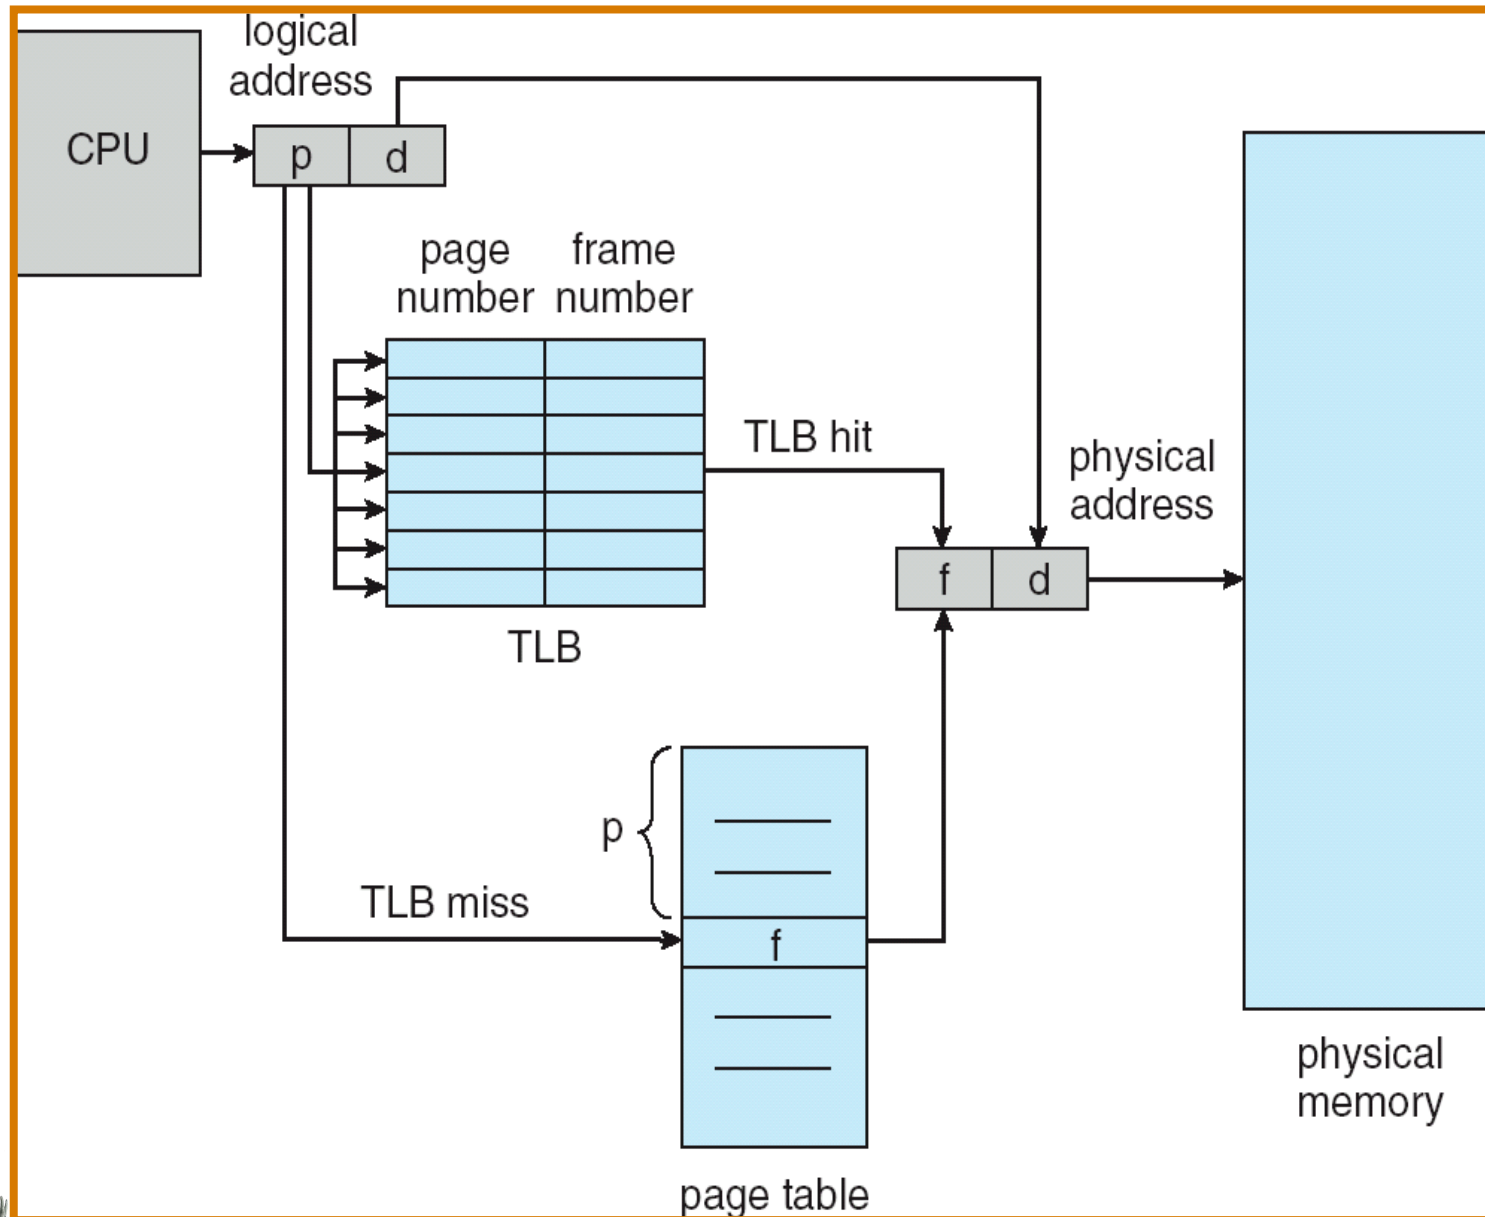 logical
address
CPU
p
d
page
number
frame
number
TLB hit
physical
address
f
d
TLB
p
TLB miss
f
physical
memory
page table